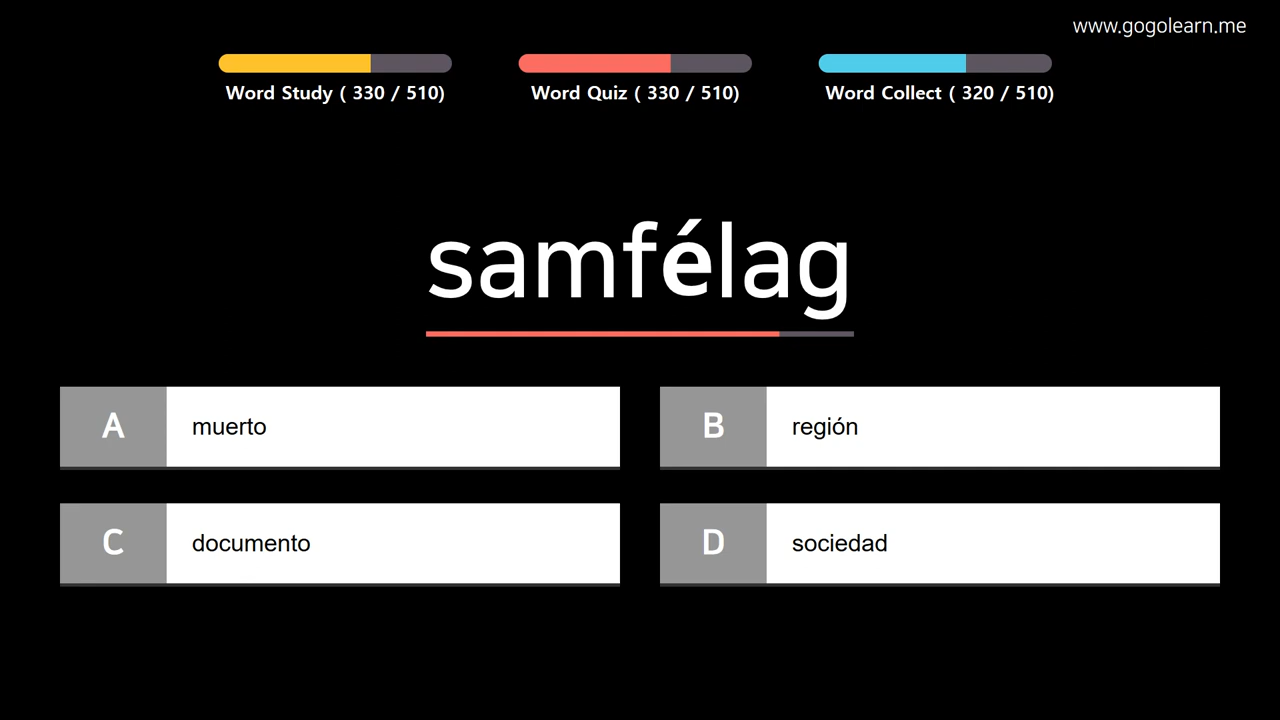 www.gogolearn.me
Word Study ( 330 / 510)
Word Quiz ( 330 / 510)
Word Collect ( 320 / 510)
samfélag
A
muerto
B
región
C
documento
D
sociedad